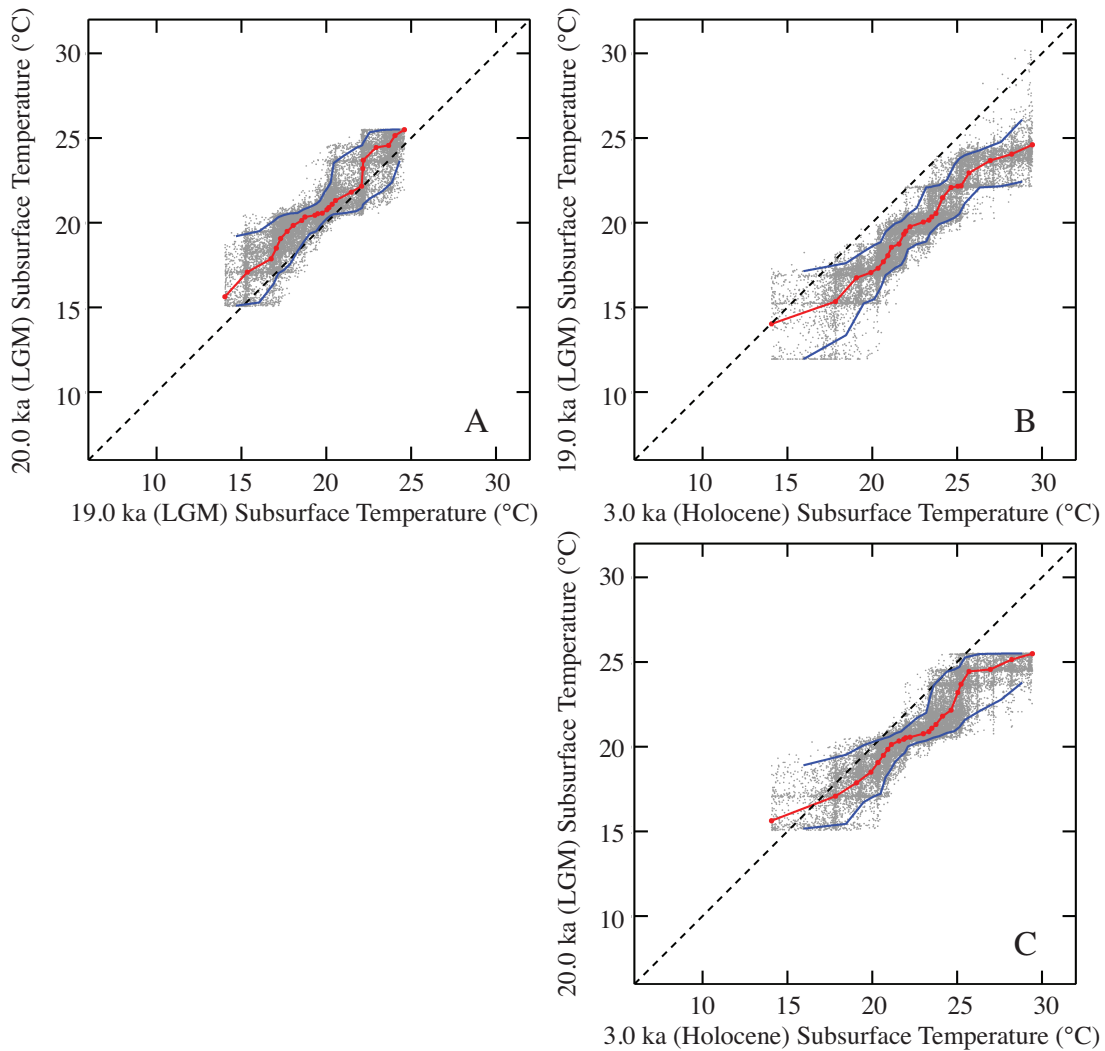 20.0 ka (LGM) Subsurface Temperature (°C)
30
25
20
15
10
A
10 15 20 25 30
19.0 ka (LGM) Subsurface Temperature (°C)
19.0 ka (LGM) Subsurface Temperature (°C)
30
25
20
15
10
B
10 15 20 25 30
3.0 ka (Holocene) Subsurface Temperature (°C)
20.0 ka (LGM) Subsurface Temperature (°C)
30
25
20
15
10
C
10 15 20 25 30
3.0 ka (Holocene) Subsurface Temperature (°C)